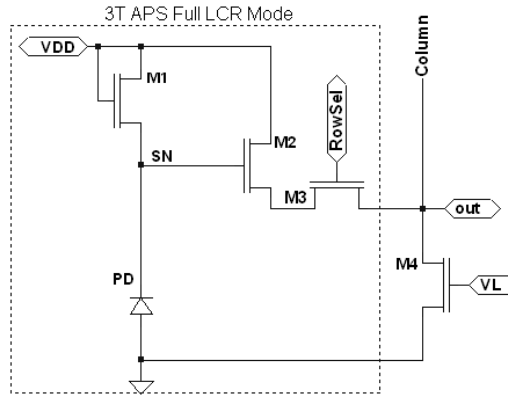 3T APS Full LCR Mode
VDD
M1
Column
RowSel
M2
SN
M3
out
M4
PD
VL